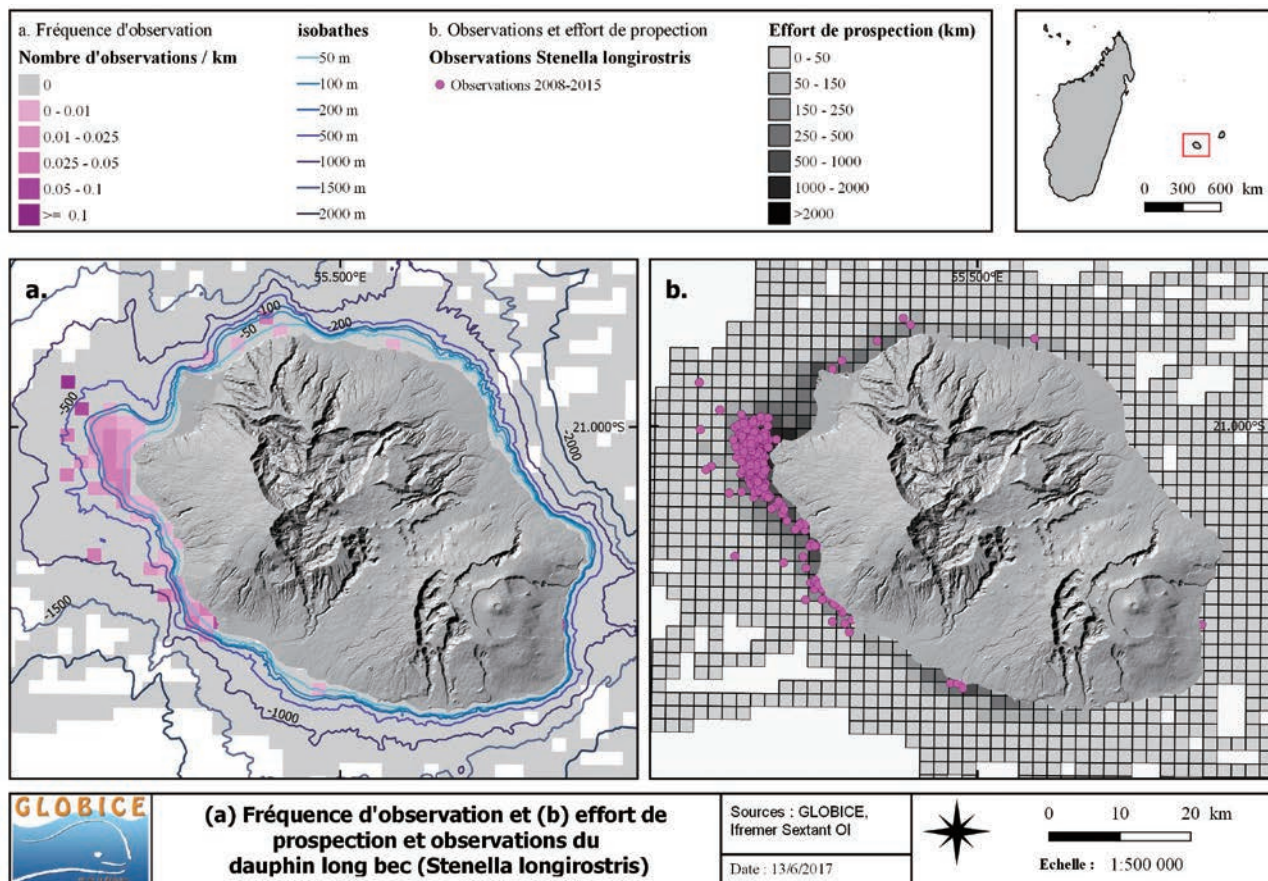 a. Fréquence d'observation
Nombre d'observations / km
0
0 - 0.01
0.01 - 0.025
0.025 - 0.05
0.05 - 0.1
>= 0.1
isobathes
50 m
100 m
200 m
500 m
1000 m
1500 m
2000 m
b. Observations et effort de propection
Observations Stenella longirostris
Observations 2008-2015
Effort de prospection (km)
0 - 50
50 - 150
150 - 250
250 - 500
500 - 1000
1000 - 2000
>2000
0 300 600 km
a.
55.500°E
-100
-50
-200
-500
21.000°S
-2000
-1500
-1000
b.
55.500°E
21.000°S
GLOBICE
(a) Fréquence d'observation et (b) effort de
prospection et observations du
dauphin long bec (Stenella longirostris)
Sources : GLOBICE,
Ifremer Sextant OI
Date : 13/6/2017
0 10 20 km
Echelle : 1:500 000